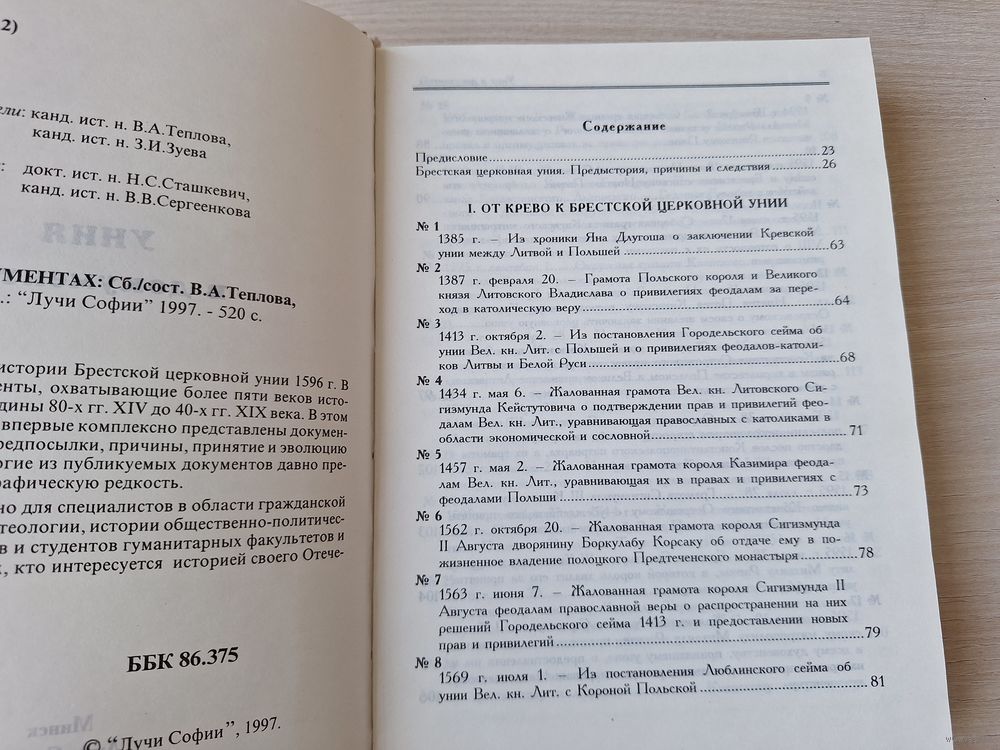 2)
ели: канд. ист. н. В.А.Теплова,
канд. ист. н. З.И.Зуева
: докт. ист. н. Н.С.Сташкевич,
канд. ист. н. В.В.Сергеенкова
УНИЯ
УМЕНТАХ: Сб./сост. В.А.Теплова,
.: “Лучи Софии” 1997. - 520 с.
истории Брестской церковной унии 1596 г. В
енты, охватывающие более пяти веков исто-
дины 80-х гг. XIV до 40-х гг. XIX века. В этом
впервые комплексно представлены докумен-
редпосылки, причины, принятие и эволюцию
огие из публикуемых документов давно пре-
рафическую редкость.
но для специалистов в области гражданской
теологии, истории общественно-политичес-
в и студентов гуманитарных факультетов и
, кто интересуется историей своего Отече-
ББК 86.375
Минск
© “Лучи Софии”, 1997.
Содержание
Предисловие....................23
Брестская церковная уния. Предыстория, причины и следствия....................26
I. ОТ КРЕВО К БРЕСТСКОЙ ЦЕРКОВНОЙ УНИИ
№ 1
1385 г. – Из хроники Яна Длугоша о заключении Кревской
унии между Литвой и Польшей....................63
№ 2
1387 г. февраля 20. – Грамота Польского короля и Великого
князя Литовского Владислава о привилегиях феодалам за пере-
ход в католическую веру....................64
№ 3
1413 г. октября 2. – Из постановления Городельского сейма об
унии Вел. кн. Лит. с Польшей и о привилегиях феодалов-католи-
ков Литвы и Белой Руси....................68
№ 4
1434 г. мая 6. – Жалованная грамота Вел. кн. Литовского Си-
гизмунда Кейстутовича о подтверждении прав и привилегий фео-
далам Вел. кн. Лит., уравнивающая православных с католиками в
области экономической и сословной....................71
№ 5
1457 г. мая 2. – Жалованная грамота короля Казимира феода-
лам Вел. кн. Лит., уравнивающая их в правах и привилегиях с
феодалами Польши....................73
№ 6
1562 г. октября 20. – Жалованная грамота короля Сигизмунда
II Августа дворянину Боркулабу Корсаку об отдаче ему в по-
жизненное владение полоцкого Предтеченского монастыря....................78
№ 7
1563 г. июня 7. – Жалованная грамота короля Сигизмунда II
Августа феодалам православной веры о распространении на них
решений Городельского сейма 1413 г. и предоставлении новых
прав и привилегий....................79
№ 8
1569 г. июля 1. – Из постановления Люблинского сейма об
унии Вел. кн. Лит. с Короной Польской....................81